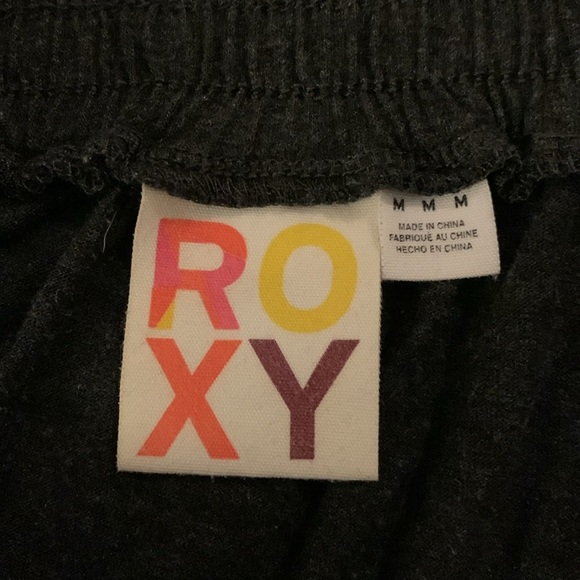 RO
XY
M M M
MADE IN CHINA
FABRIQUÉ AU CHINE
HECHO EN CHINA